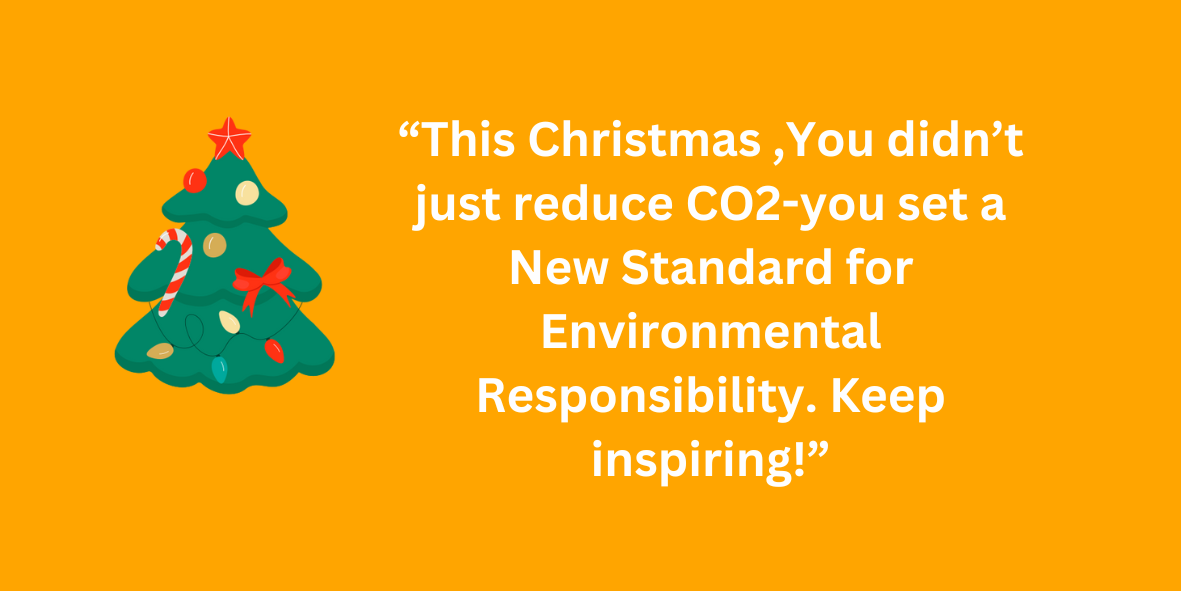 “This Christmas ,You didn’t
just reduce CO2-you set a
New Standard for
Environmental
Responsibility. Keep
inspiring!”